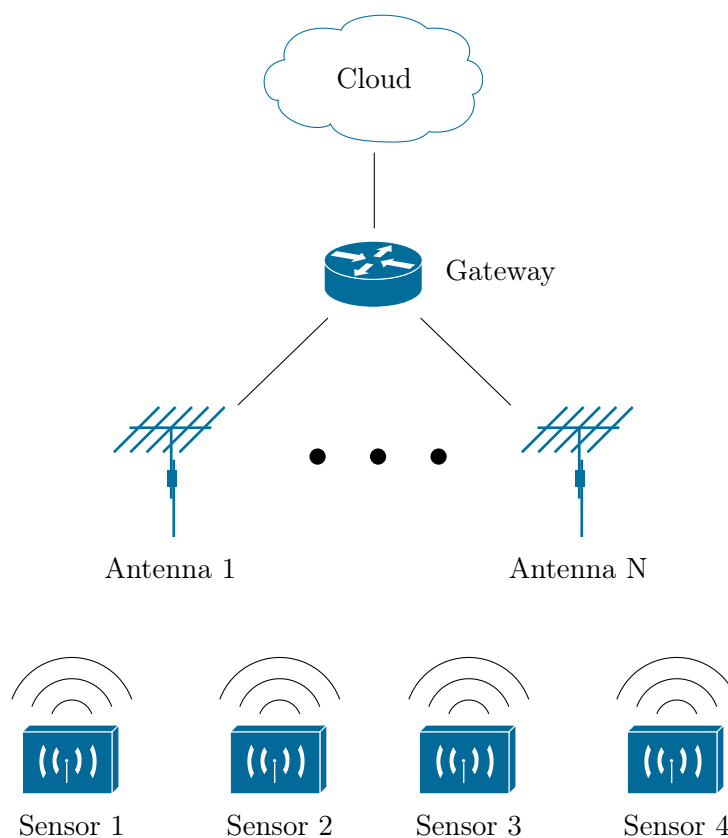 Cloud
Gateway
Antenna 1
Antenna N
Sensor 1
Sensor 2
Sensor 3
Sensor 4